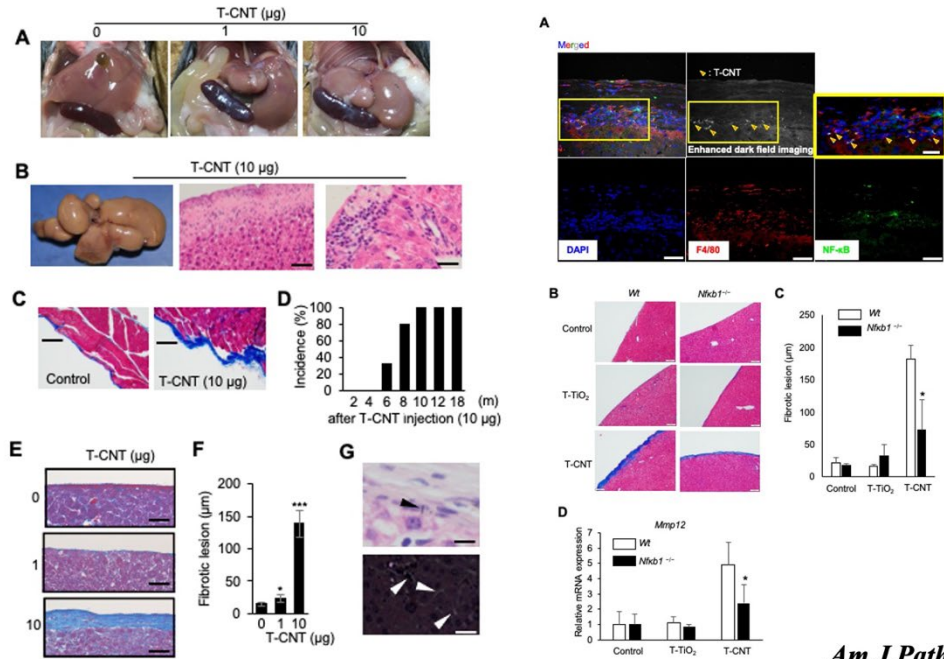 T-CNT (μg)
A
0
1
10
B
T-CNT (10 μg)
C
Control
T-CNT (10 μg)
D
Incidence (%)
100
80
60
40
20
0
2 4 6 8 10 12 18 (m)
after T-CNT injection (10 μg)
E
T-CNT (μg)
0
1
10
F
Fibrotic lesion (μm)
200
150
100
50
0
*
***
0 1 10
T-CNT (μg)
G
A
Merged
: T-CNT
Enhanced dark field imaging
DAPI
F4/80
NF-κB
B
Wt
Nfkb1⁻/⁻
Control
T-TiO₂
T-CNT
C
Wt
Nfkb1 ⁻/⁻
Fibrotic lesion (μm)
250
200
150
100
50
0
*
Control T-TiO₂ T-CNT
D
Mmp12
Wt
Nfkb1 ⁻/⁻
Relative mRNA expression
7
6
5
4
3
2
1
0
*
Control T-TiO₂ T-CNT
Am J Path